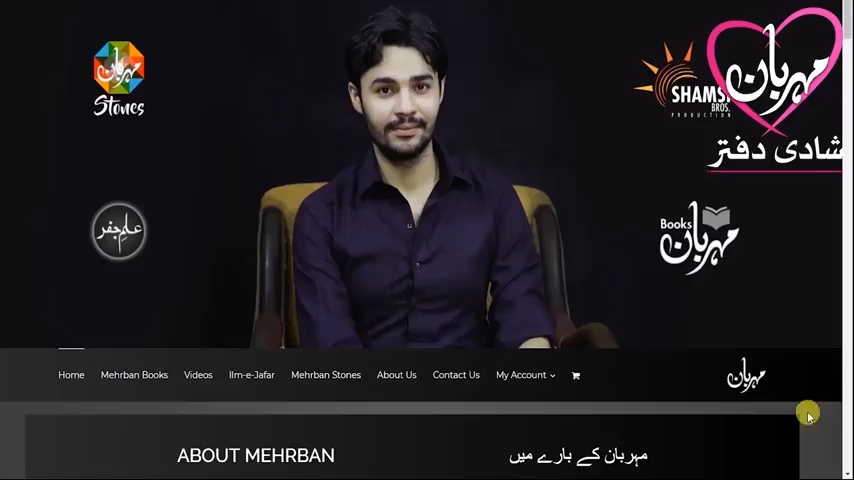 مہربان
Stones
علم جفر
SHAMSI
BROS.
PRODUCTION
مہربان
شادی دفتر
Books
مہربان
Home
Mehrban Books
Videos
Ilm-e-Jafar
Mehrban Stones
About Us
Contact Us
My Account
مہربان
ABOUT MEHRBAN
مہربان کے بارے میں